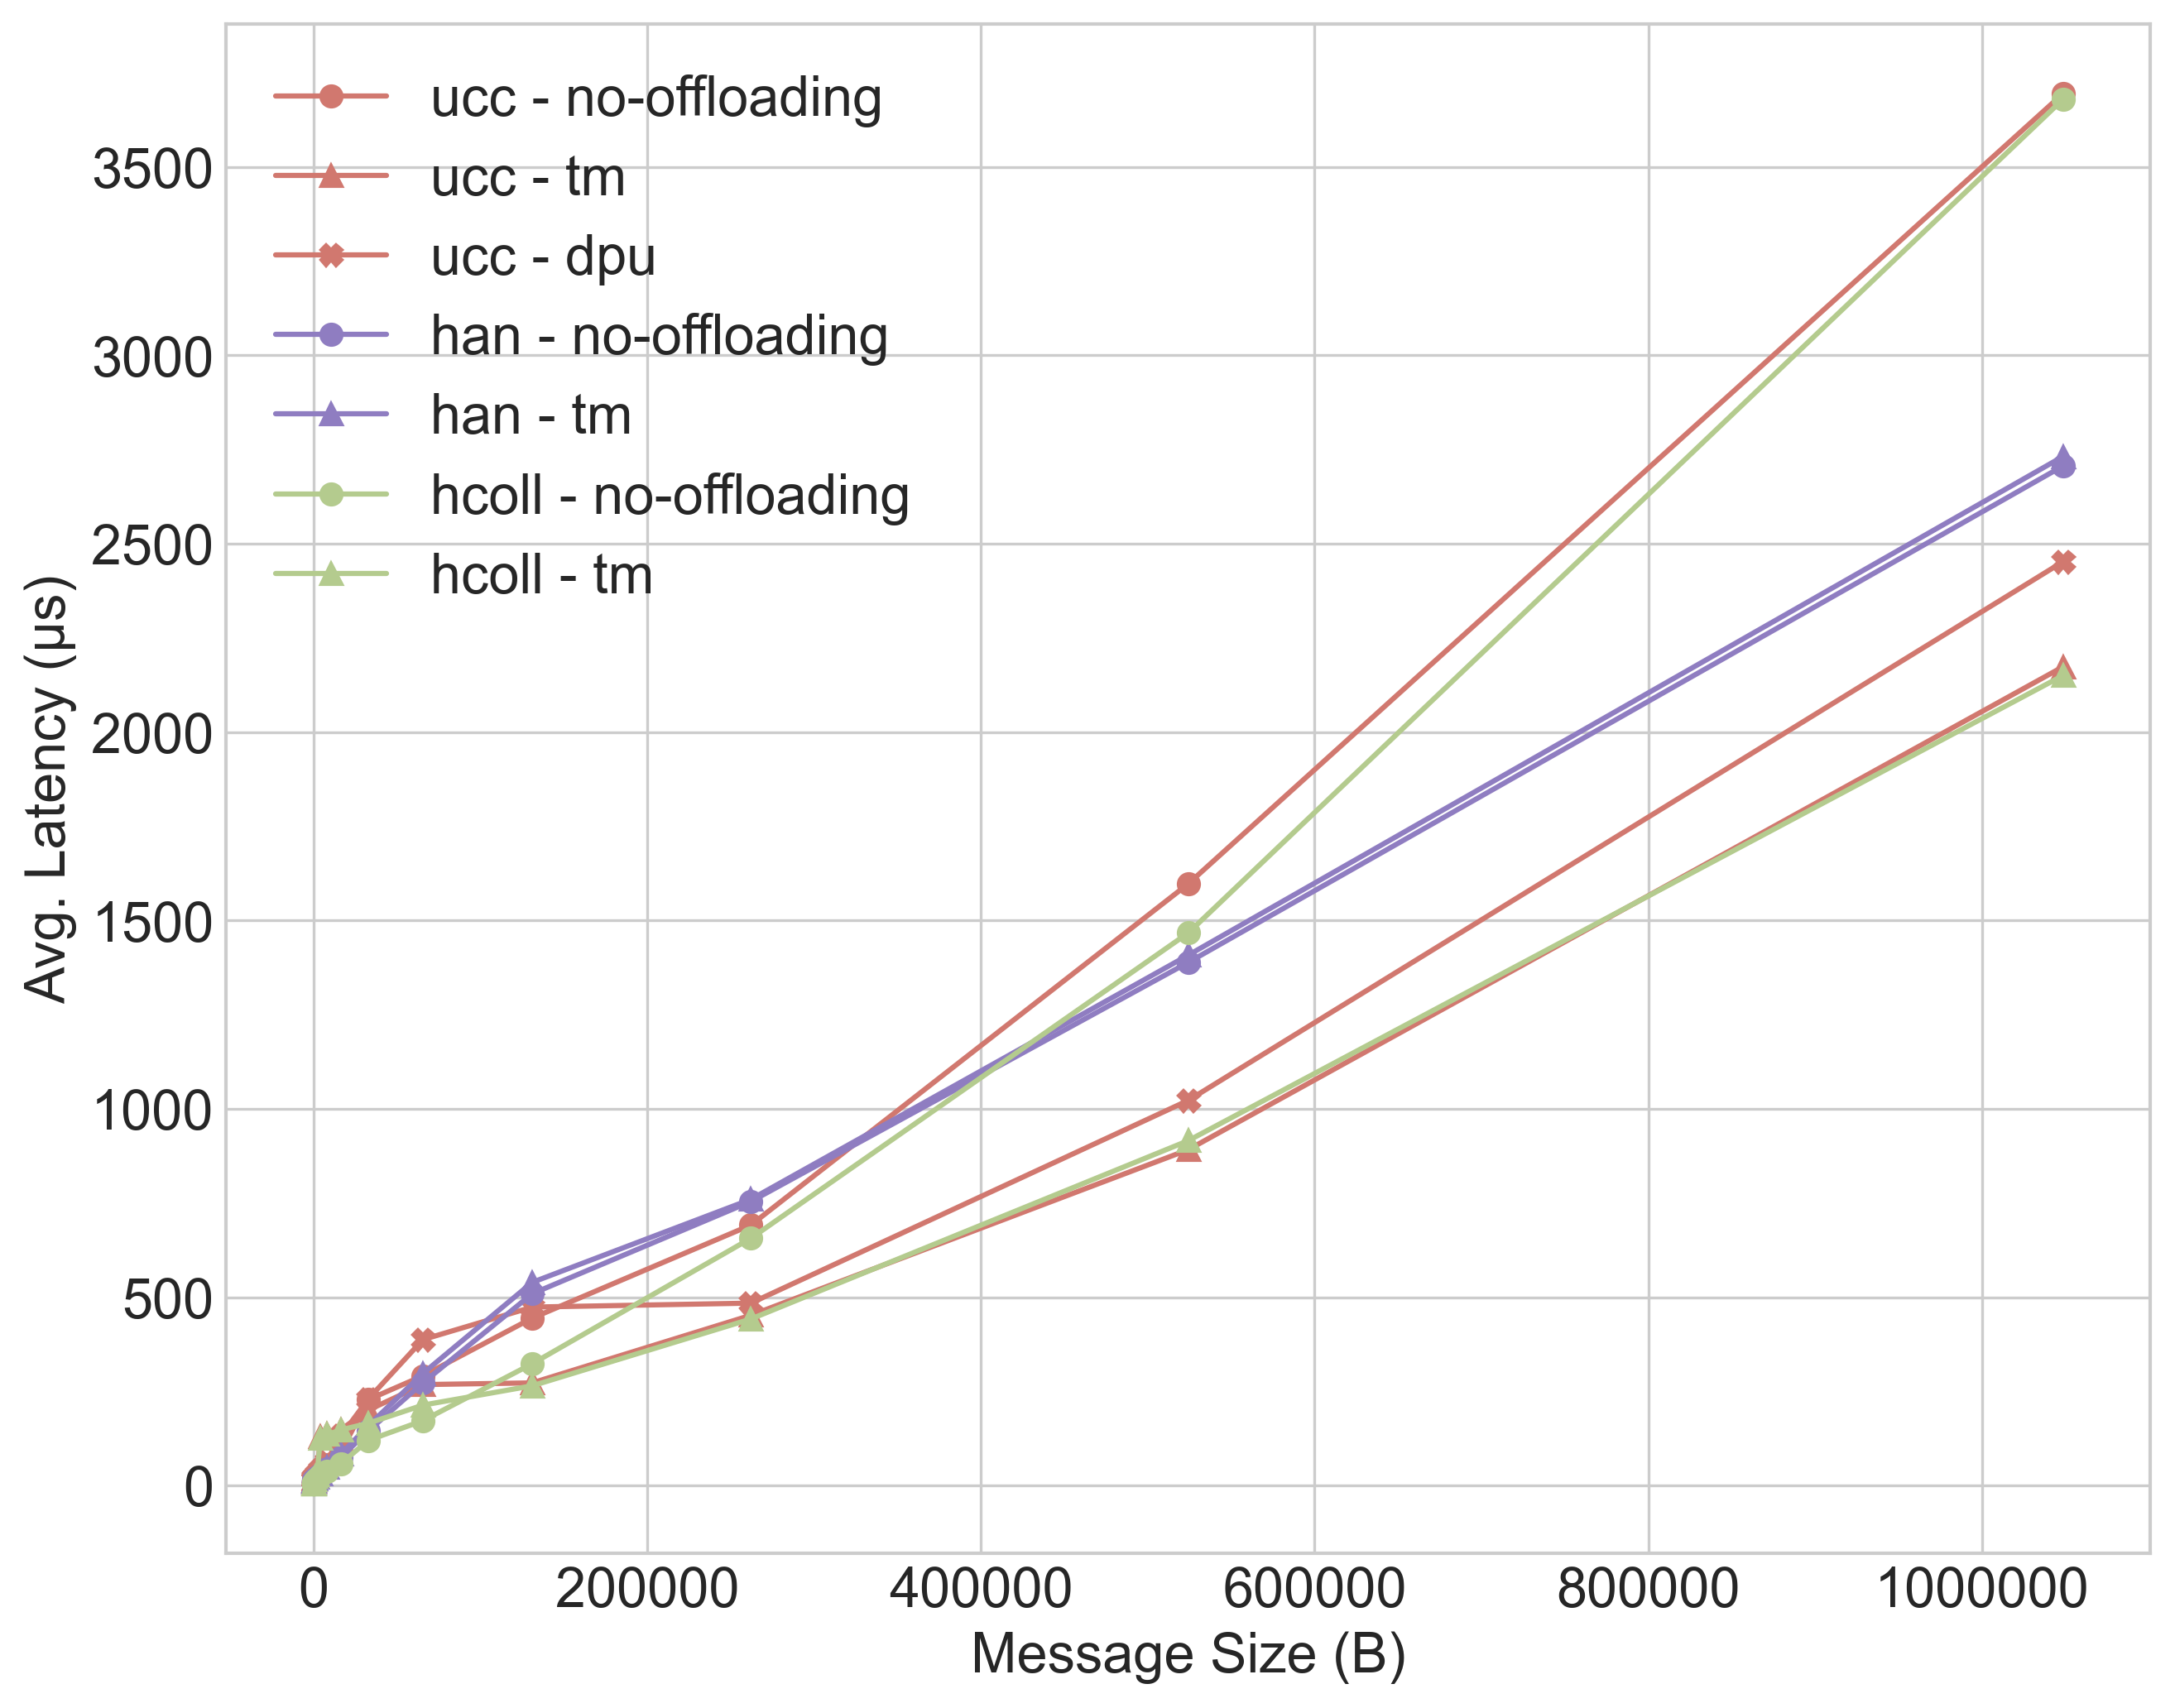 ucc - no-offloading
ucc - tm
ucc - dpu
han - no-offloading
han - tm
hcoll - no-offloading
hcoll - tm
3500
3000
2500
2000
1500
1000
500
0
Avg. Latency (µs)
0 200000 400000 600000 800000 1000000
Message Size (B)